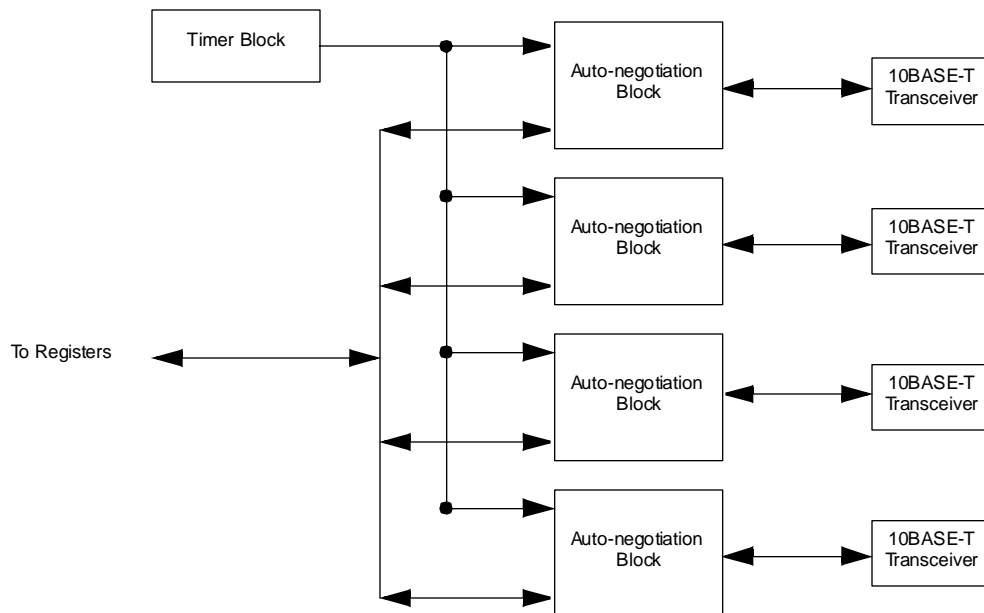 Timer Block
Auto-negotiation
Block
10BASE-T
Transceiver
Auto-negotiation
Block
10BASE-T
Transceiver
To Registers
Auto-negotiation
Block
10BASE-T
Transceiver
Auto-negotiation
Block
10BASE-T
Transceiver